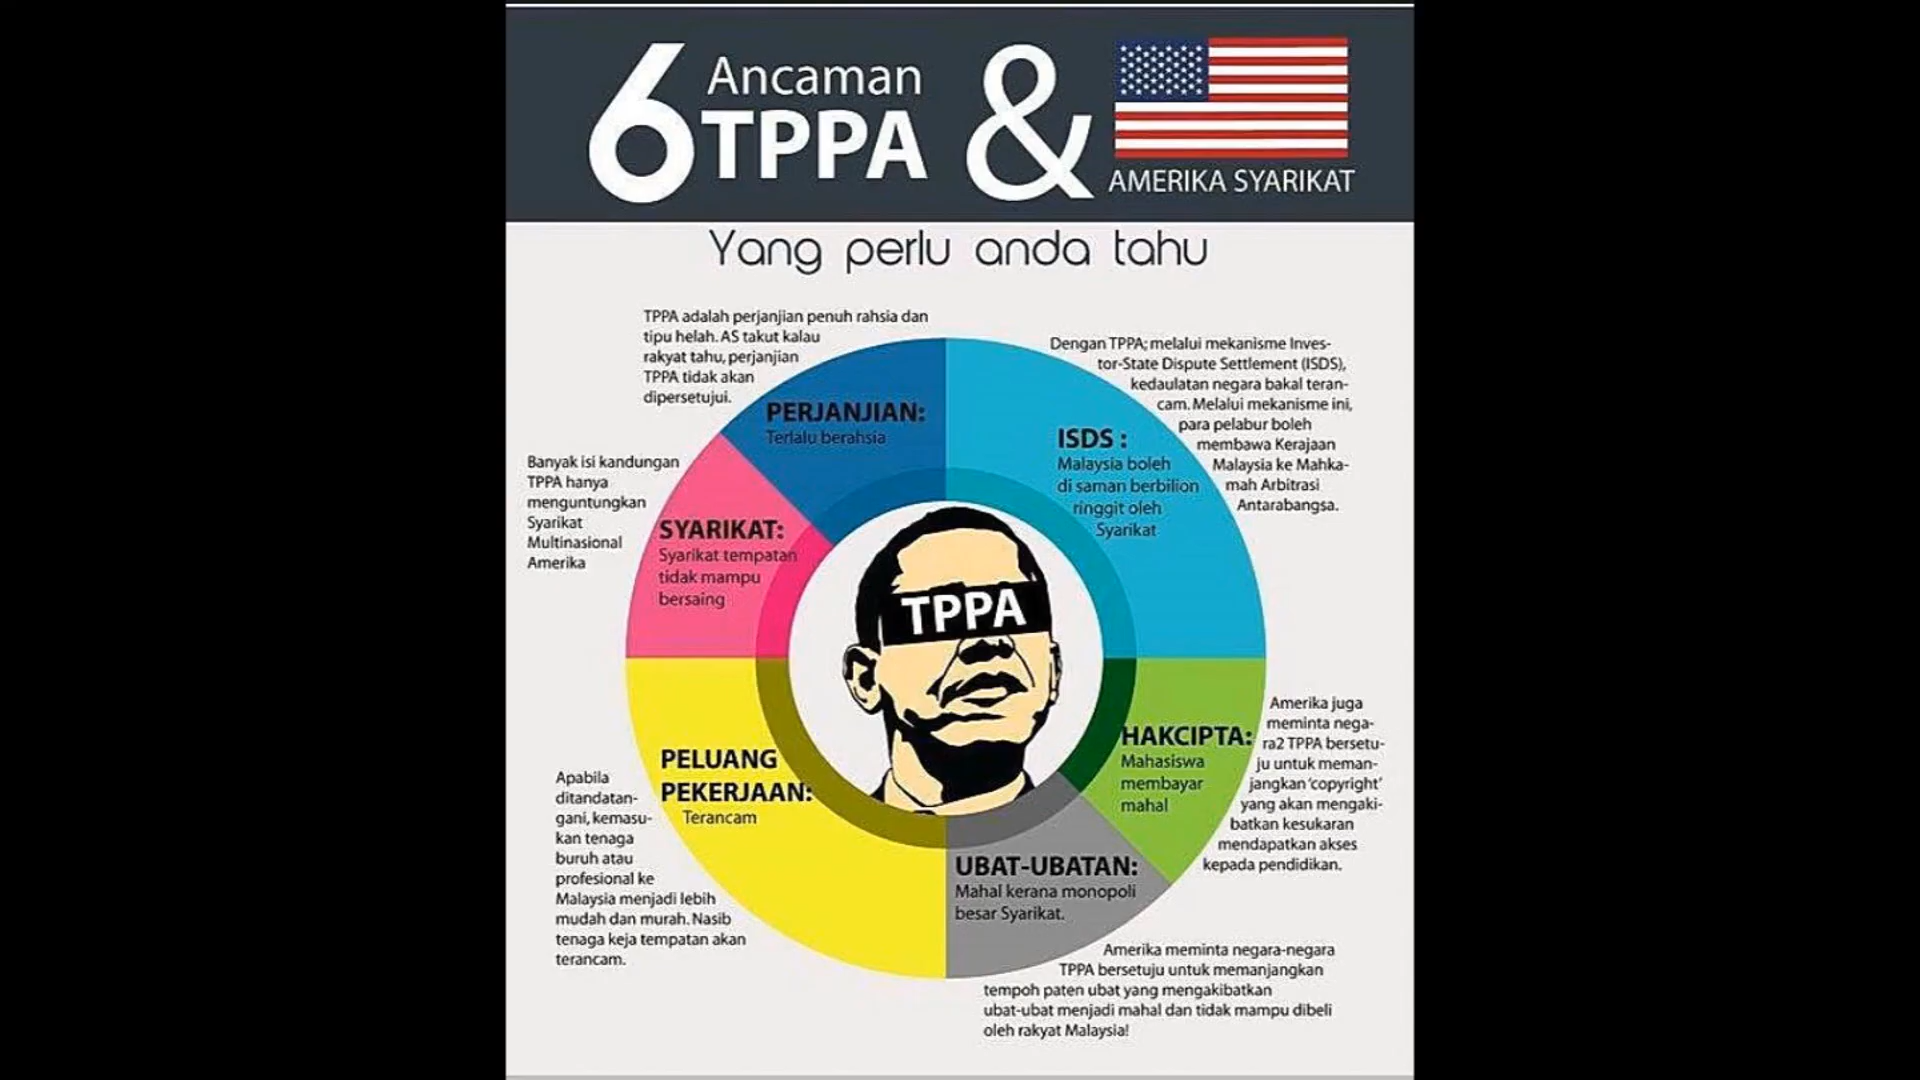 6 Ancaman
TPPA &
AMERIKA SYARIKAT
Yang perlu anda tahu
TPPA adalah perjanjian penuh rahsia dan
tipu helah. AS takut kalau
rakyat tahu, perjanjian
TPPA tidak akan
dipersetujui.
PERJANJIAN:
Terlalu berahsia
Dengan TPPA; melalui mekanisme Inves-
tor-State Dispute Settlement (ISDS),
kedaulatan negara bakal teran-
cam. Melalui mekanisme ini,
para pelabur boleh
membawa Kerajaan
Malaysia ke Mahka-
mah Arbitrasi
Antarabangsa.
ISDS :
Malaysia boleh
di saman berbilion
ringgit oleh
Syarikat
Banyak isi kandungan
TPPA hanya
menguntungkan
Syarikat
Multinasional
Amerika
SYARIKAT:
Syarikat tempatan
tidak mampu
bersaing
TPPA
HAKCIPTA:
Mahasiswa
membayar
mahal
Amerika juga
meminta nega-
ra2 TPPA bersetu-
ju untuk meman-
jangkan 'copyright'
yang akan mengaki-
batkan kesukaran
mendapatkan akses
kepada pendidikan.
PELUANG
PEKERJAAN:
Terancam
Apabila
ditandatan-
gani, kemasu-
kan tenaga
buruh atau
profesional ke
Malaysia menjadi lebih
mudah dan murah. Nasib
tenaga keja tempatan akan
terancam.
UBAT-UBATAN:
Mahal kerana monopoli
besar Syarikat.
Amerika meminta negara-negara
TPPA bersetuju untuk memanjangkan
tempoh paten ubat yang mengakibatkan
ubat-ubat menjadi mahal dan tidak mampu dibeli
oleh rakyat Malaysia!